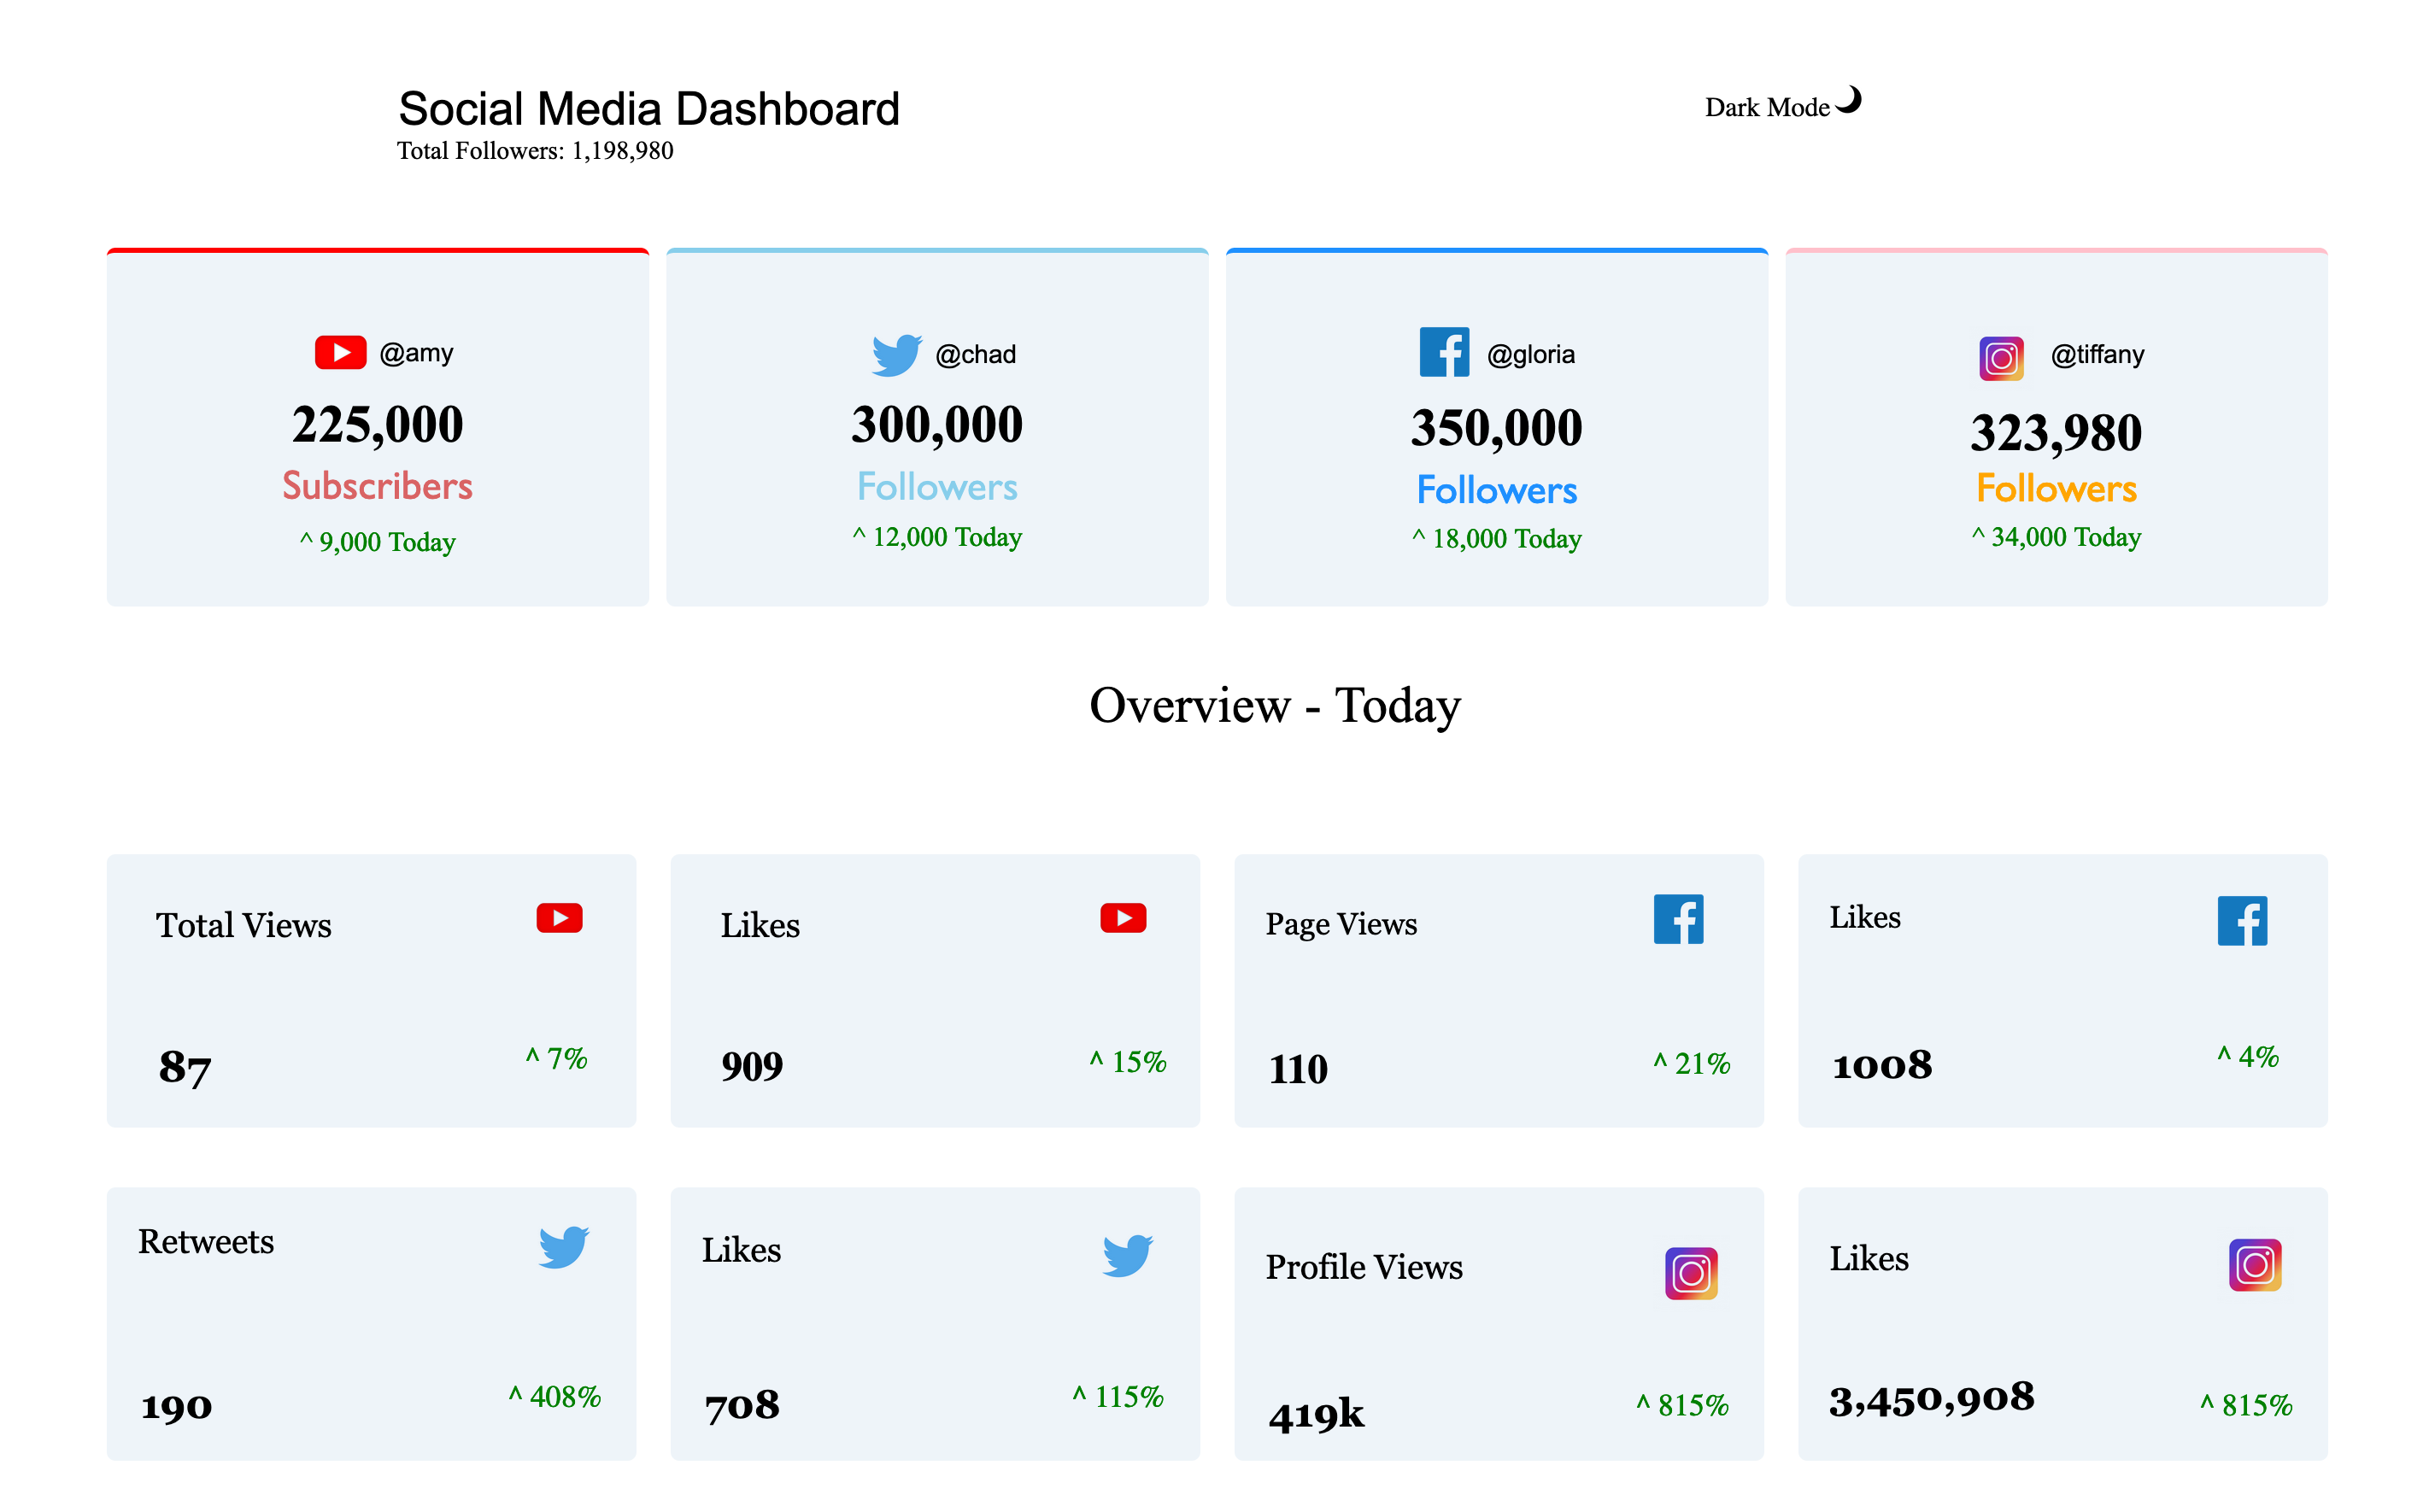 Social Media Dashboard
Dark Mode
Total Followers: 1,198,980
@amy
225,000
Subscribers
^ 9,000 Today
@chad
300,000
Followers
^ 12,000 Today
@gloria
350,000
Followers
^ 18,000 Today
@tiffany
323,980
Followers
^ 34,000 Today
Overview - Today
Total Views
87
^ 7%
Likes
909
^ 15%
Page Views
110
^ 21%
Likes
1008
^ 4%
Retweets
190
^ 408%
Likes
708
^ 115%
Profile Views
419k
^ 815%
Likes
3,450,908
^ 815%